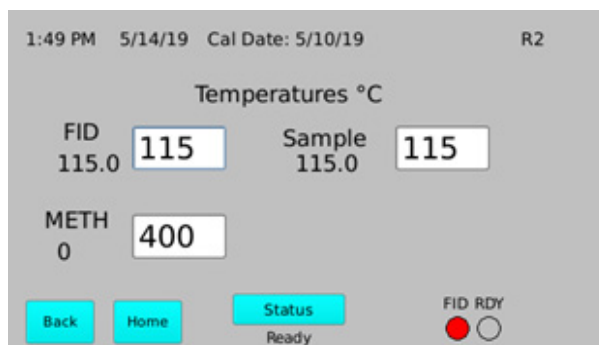 1:49 PM 5/14/19 Cal Date: 5/10/19 R2
Temperatures °C
FID 115.0 115 Sample 115.0 115
METH 0 400
Back Home Status FID RDY
Ready